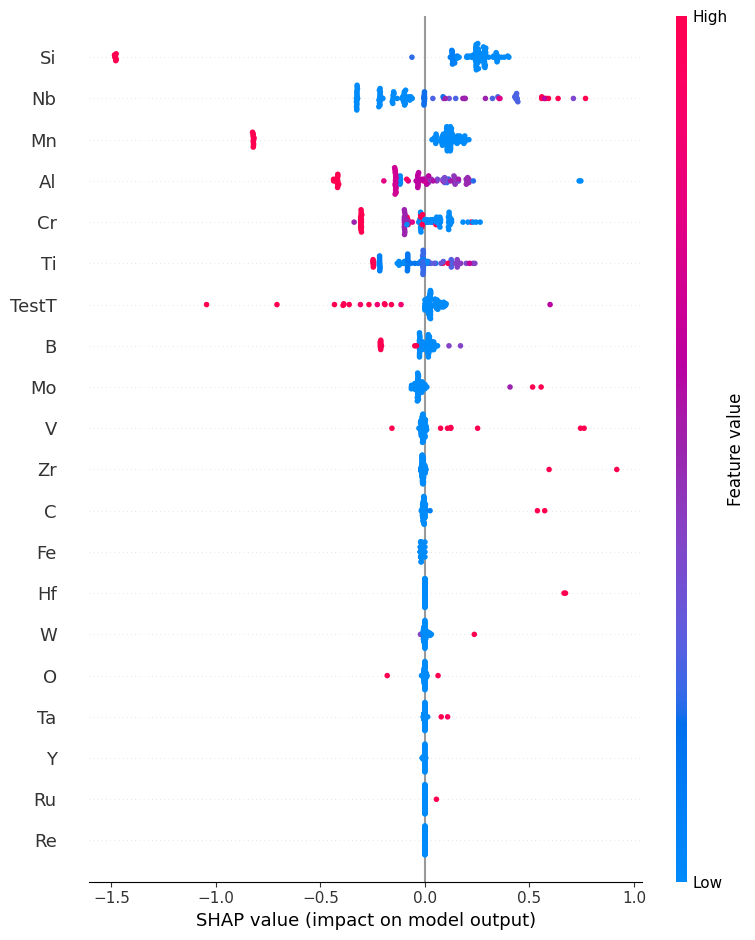 High
Si
Nb
Mn
Al
Cr
Ti
TestT
B
Mo
V
Zr
C
Fe
Hf
W
O
Ta
Y
Ru
Re
Feature value
Low
−1.5 −1.0 −0.5 0.0 0.5 1.0
SHAP value (impact on model output)